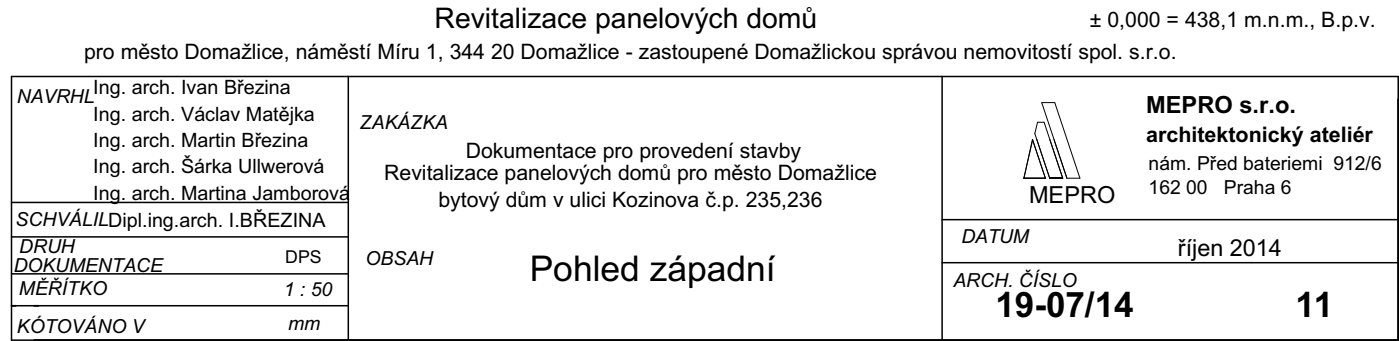 Revitalizace panelových domů
± 0,000 = 438,1 m.n.m., B.p.v.
pro město Domažlice, náměstí Míru 1, 344 20 Domažlice - zastoupené Domažlickou správou nemovitostí spol. s.r.o.
NAVRHL Ing. arch. Ivan Březina
Ing. arch. Václav Matějka
Ing. arch. Martin Březina
Ing. arch. Šárka Ullwerová
Ing. arch. Martina Jamborová
SCHVÁLIL Dipl.ing.arch. I.BŘEZINA
DRUH
DOKUMENTACE DPS
MĚŘÍTKO 1 : 50
KÓTOVÁNO V mm
ZAKÁZKA
Dokumentace pro provedení stavby
Revitalizace panelových domů pro město Domažlice
bytový dům v ulici Kozinova č.p. 235,236
OBSAH Pohled západní
MEPRO
MEPRO s.r.o.
architektonický ateliér
nám. Před bateriemi 912/6
162 00 Praha 6
DATUM říjen 2014
ARCH. ČÍSLO
19-07/14 11